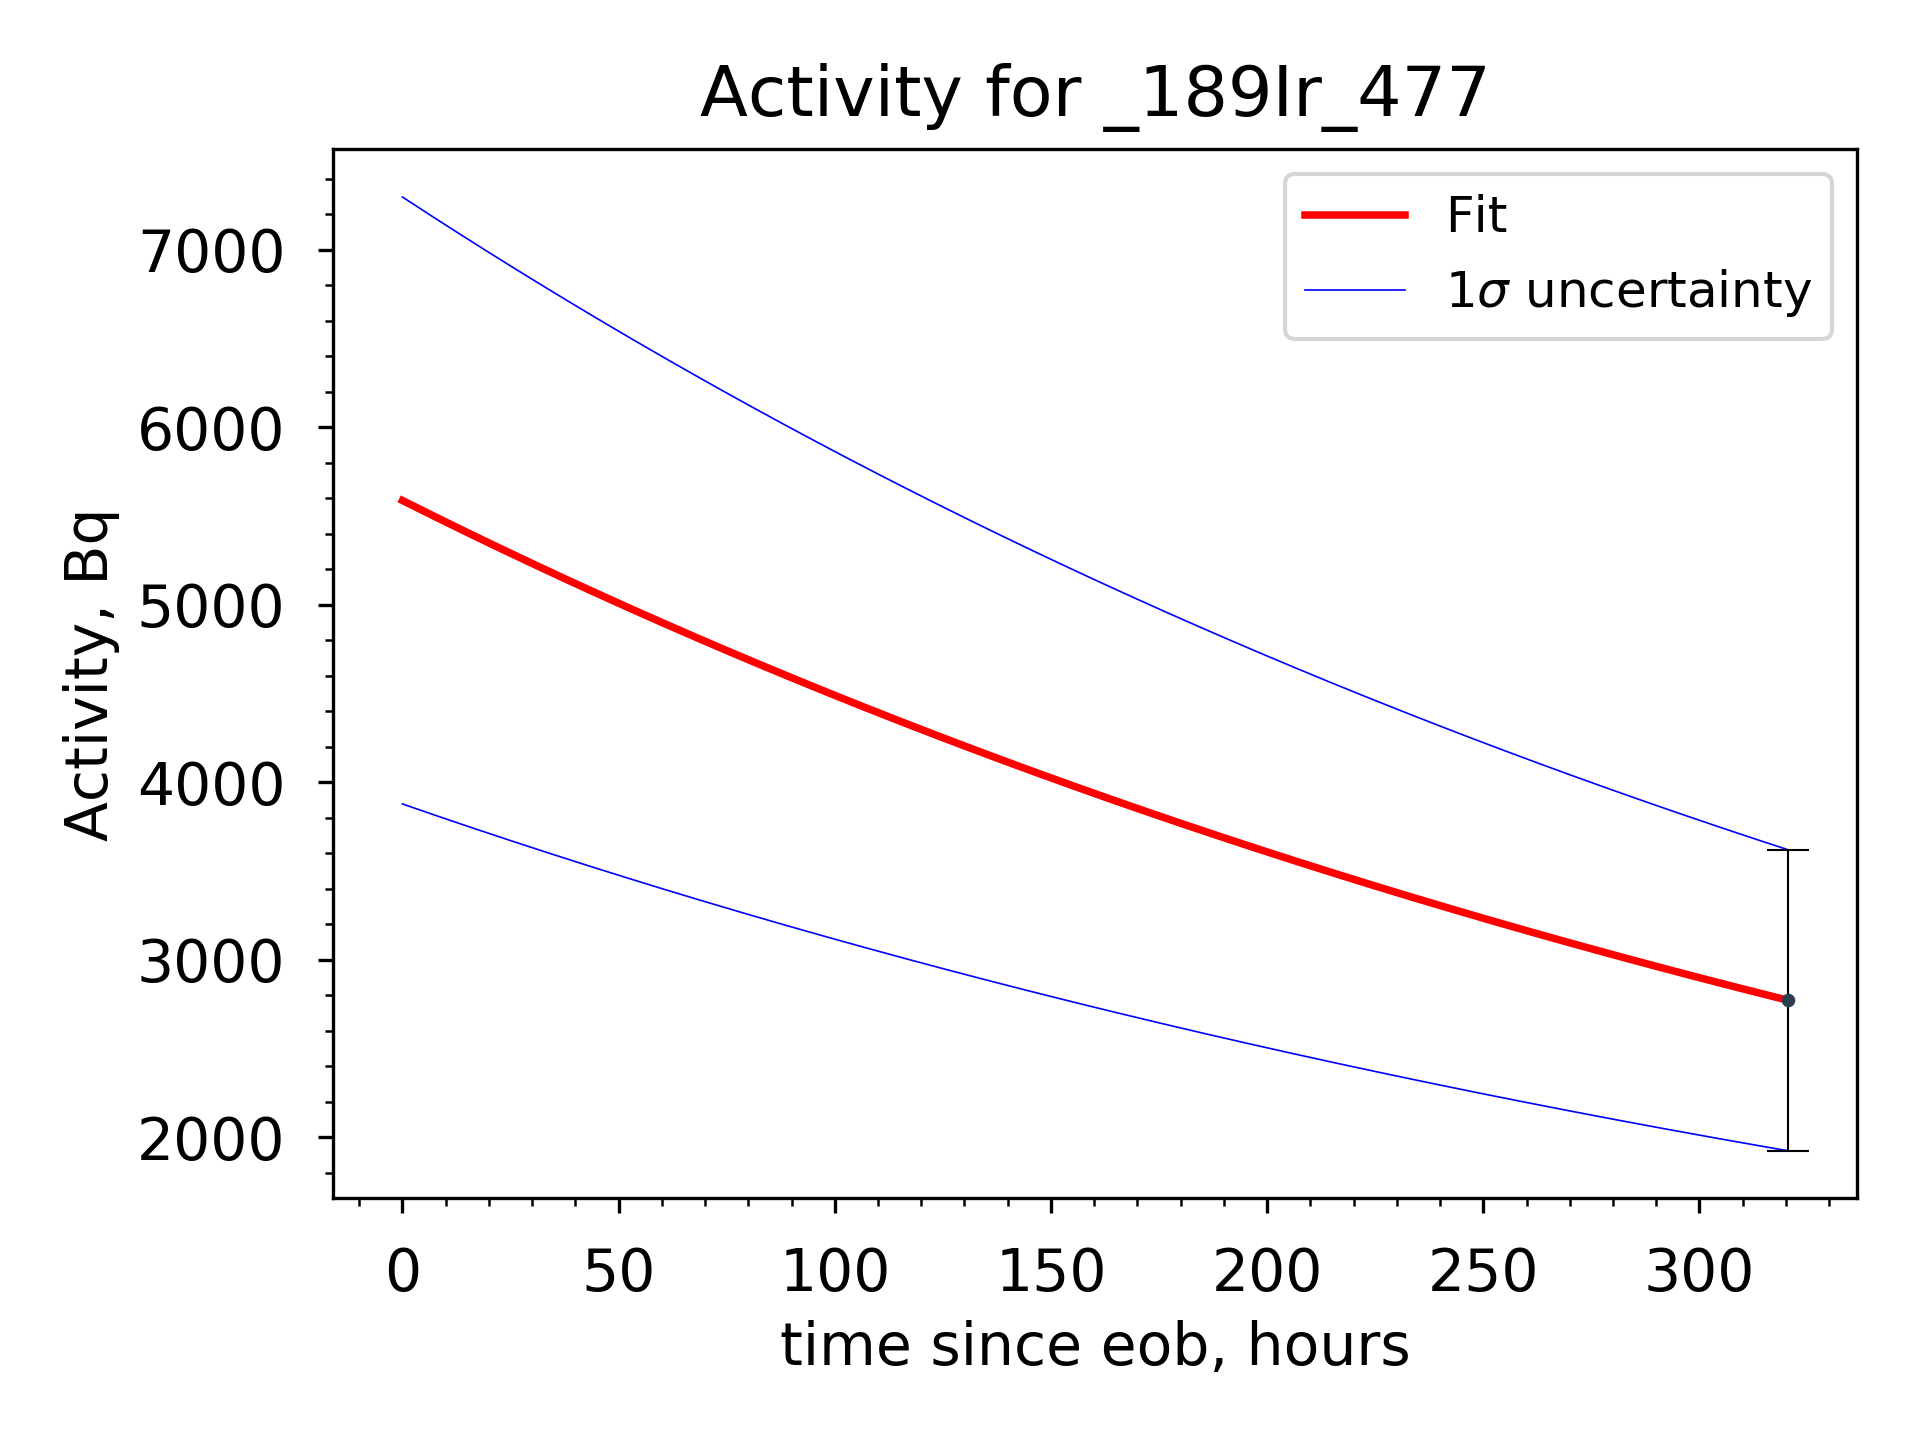 Activity for _189Ir_477
Fit
1σ uncertainty
Activity, Bq
7000
6000
5000
4000
3000
2000
0 50 100 150 200 250 300
time since eob, hours